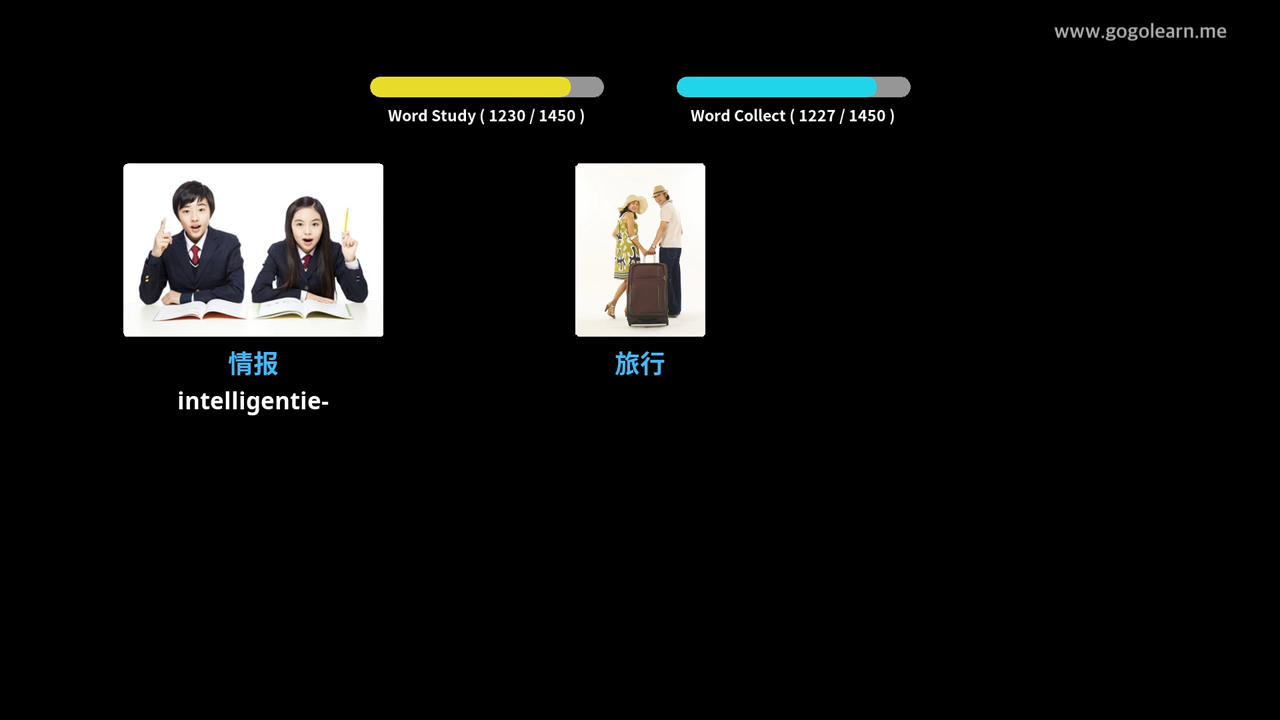 www.gogolearn.me
Word Study ( 1230 / 1450 )
Word Collect ( 1227 / 1450 )
情报
旅行
intelligentie-